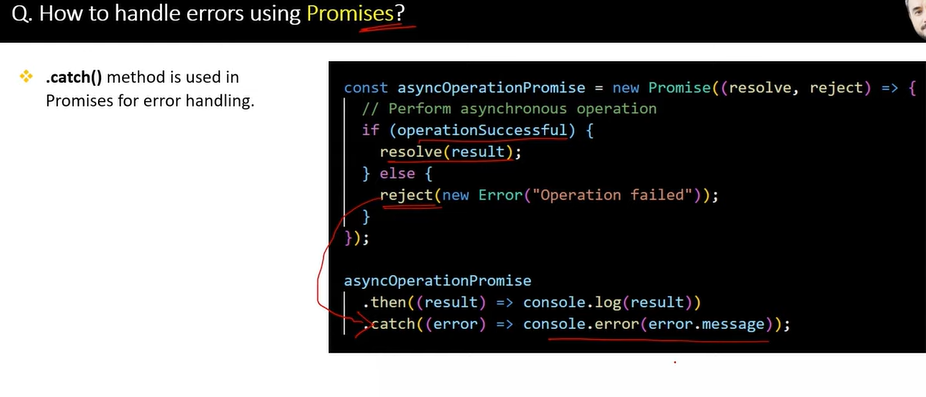 Q. How to handle errors using Promises?
.catch() method is used in
Promises for error handling.
const asyncOperationPromise = new Promise((resolve, reject) => {
// Perform asynchronous operation
if (operationSuccessful) {
resolve(result);
} else {
reject(new Error("Operation failed"));
}
});
asyncOperationPromise
.then((result) => console.log(result))
.catch((error) => console.error(error.message));